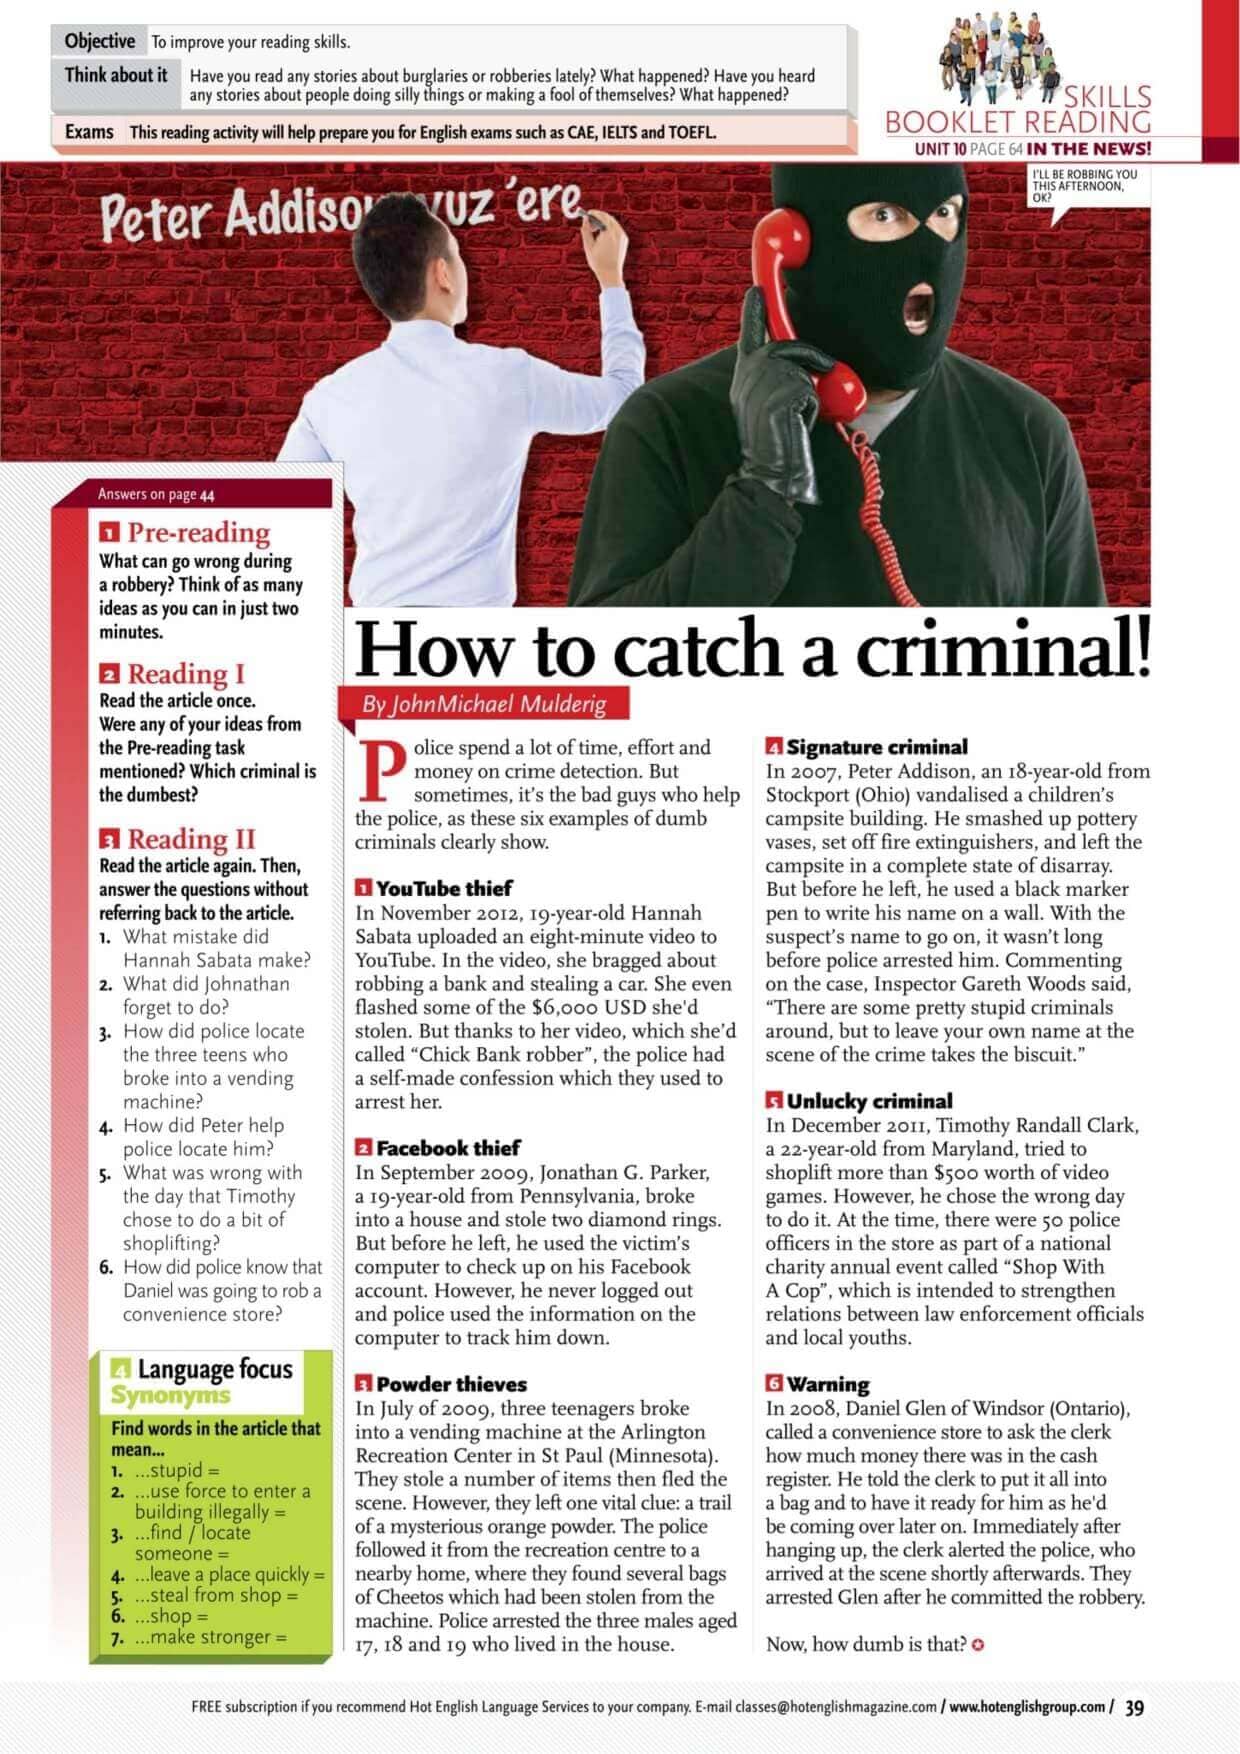 Objective To improve your reading skills.
Think about it Have you read any stories about burglaries or robberies lately? What happened? Have you heard
any stories about people doing silly things or making a fool of themselves? What happened?
Exams This reading activity will help prepare you for English exams such as CAE, IELTS and TOEFL.
SKILLS
BOOKLET READING
UNIT 10 PAGE 64 IN THE NEWS!
I'LL BE ROBBING YOU
THIS AFTERNOON,
OK?
Peter Addison wuz 'ere
Answers on page 44
1 Pre-reading
What can go wrong during
a robbery? Think of as many
ideas as you can in just two
minutes.
2 Reading I
Read the article once.
Were any of your ideas from
the Pre-reading task
mentioned? Which criminal is
the dumbest?
3 Reading II
Read the article again. Then,
answer the questions without
referring back to the article.
1. What mistake did
Hannah Sabata make?
2. What did Johnathan
forget to do?
3. How did police locate
the three teens who
broke into a vending
machine?
4. How did Peter help
police locate him?
5. What was wrong with
the day that Timothy
chose to do a bit of
shoplifting?
6. How did police know that
Daniel was going to rob a
convenience store?
4 Language focus
Synonyms
Find words in the article that
mean...
1. ...stupid =
2. ...use force to enter a
building illegally =
3. ...find / locate
someone =
4. ...leave a place quickly =
5. ...steal from shop =
6. ...shop =
7. ...make stronger =
How to catch a criminal!
By JohnMichael Mulderig
Police spend a lot of time, effort and
money on crime detection. But
sometimes, it's the bad guys who help
the police, as these six examples of dumb
criminals clearly show.
1 YouTube thief
In November 2012, 19-year-old Hannah
Sabata uploaded an eight-minute video to
YouTube. In the video, she bragged about
robbing a bank and stealing a car. She even
flashed some of the $6,000 USD she'd
stolen. But thanks to her video, which she'd
called “Chick Bank robber”, the police had
a self-made confession which they used to
arrest her.
2 Facebook thief
In September 2009, Jonathan G. Parker,
a 19-year-old from Pennsylvania, broke
into a house and stole two diamond rings.
But before he left, he used the victim's
computer to check up on his Facebook
account. However, he never logged out
and police used the information on the
computer to track him down.
3 Powder thieves
In July of 2009, three teenagers broke
into a vending machine at the Arlington
Recreation Center in St Paul (Minnesota).
They stole a number of items then fled the
scene. However, they left one vital clue: a trail
of a mysterious orange powder. The police
followed it from the recreation centre to a
nearby home, where they found several bags
of Cheetos which had been stolen from the
machine. Police arrested the three males aged
17, 18 and 19 who lived in the house.
4 Signature criminal
In 2007, Peter Addison, an 18-year-old from
Stockport (Ohio) vandalised a children's
campsite building. He smashed up pottery
vases, set off fire extinguishers, and left the
campsite in a complete state of disarray.
But before he left, he used a black marker
pen to write his name on a wall. With the
suspect's name to go on, it wasn't long
before police arrested him. Commenting
on the case, Inspector Gareth Woods said,
“There are some pretty stupid criminals
around, but to leave your own name at the
scene of the crime takes the biscuit.”
5 Unlucky criminal
In December 2011, Timothy Randall Clark,
a 22-year-old from Maryland, tried to
shoplift more than $500 worth of video
games. However, he chose the wrong day
to do it. At the time, there were 50 police
officers in the store as part of a national
charity annual event called “Shop With
A Cop”, which is intended to strengthen
relations between law enforcement officials
and local youths.
6 Warning
In 2008, Daniel Glen of Windsor (Ontario),
called a convenience store to ask the clerk
how much money there was in the cash
register. He told the clerk to put it all into
a bag and to have it ready for him as he'd
be coming over later on. Immediately after
hanging up, the clerk alerted the police, who
arrived at the scene shortly afterwards. They
arrested Glen after he committed the robbery.
Now, how dumb is that?
FREE subscription if you recommend Hot English Language Services to your company. E-mail classes@hotenglishmagazine.com / www.hotenglishgroup.com / 39